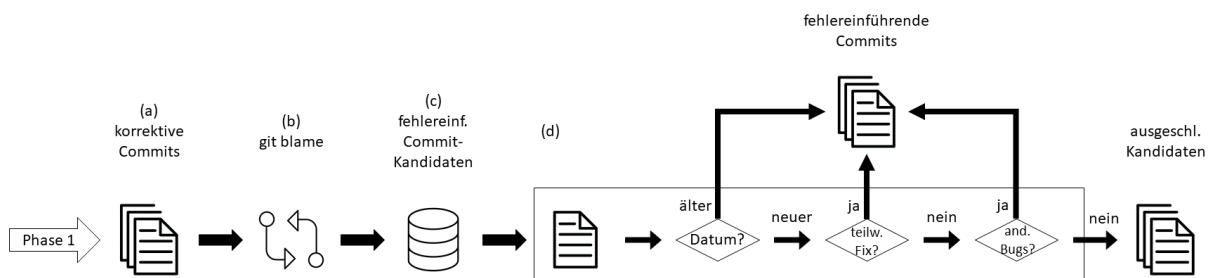 fehlereinführende
Commits
(a)
korrektive
Commits
(b)
git blame
(c)
fehlereinf.
Commit-
Kandidaten
(d)
ausgeschl.
Kandidaten
Phase 1
älter
Datum?
neuer
ja
teilw.
Fix?
nein
ja
and.
Bugs?
nein